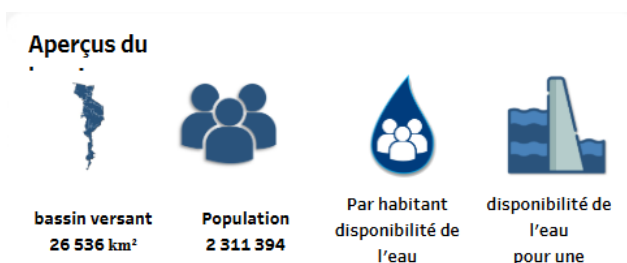 Aperçus du
bassin versant
26 536 km²
Population
2 311 394
Par habitant
disponibilité de
l'eau
disponibilité de
l'eau
pour une